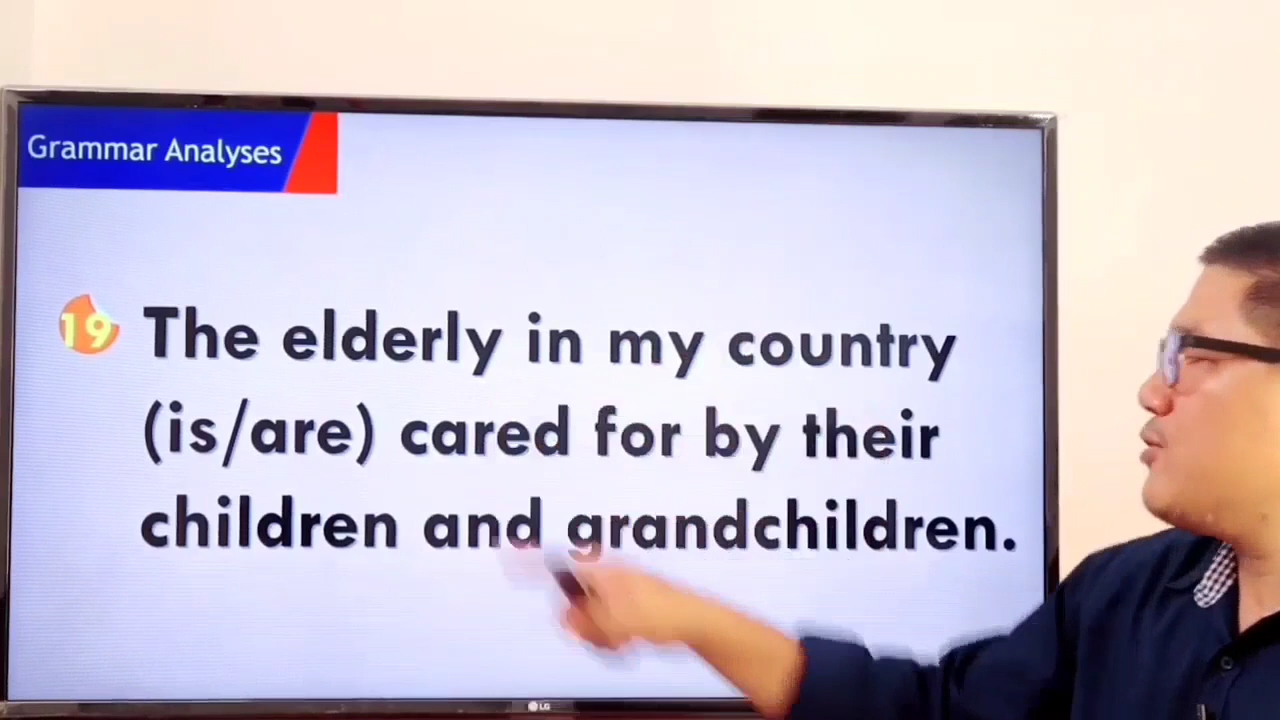 Grammar Analyses
19 The elderly in my country
(is/are) cared for by their
children and grandchildren.
LG